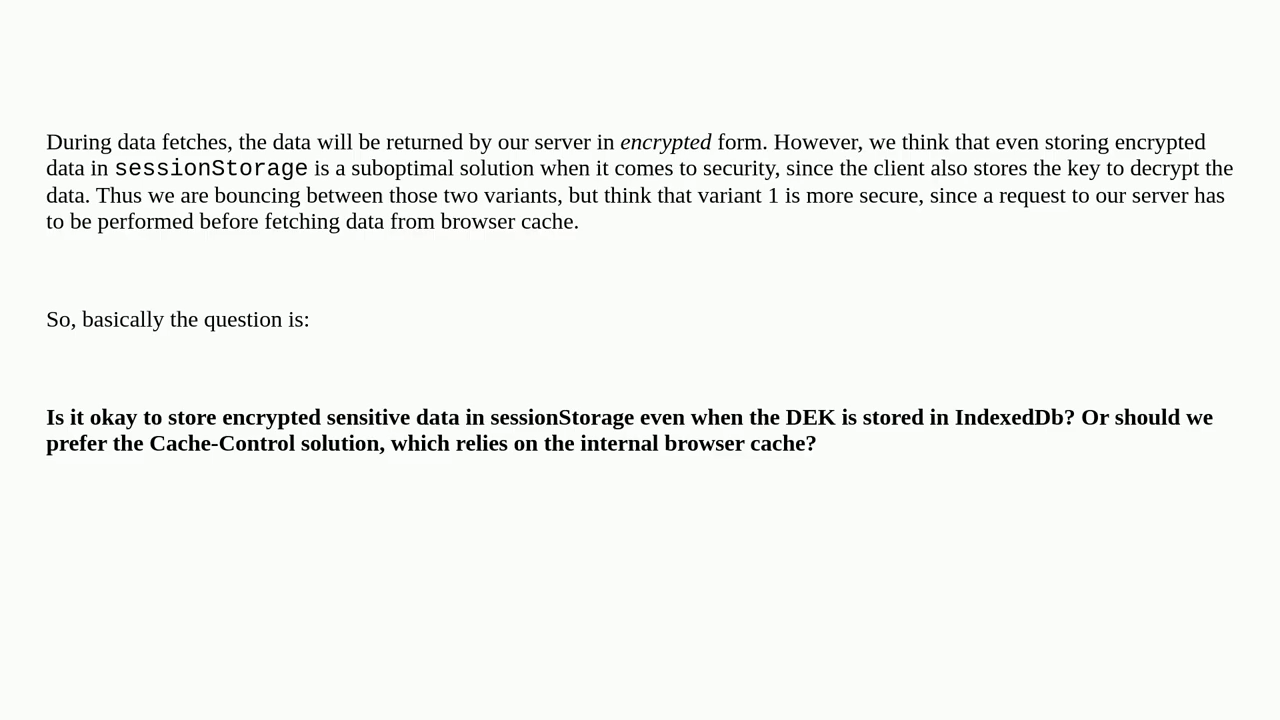 During data fetches, the data will be returned by our server in encrypted form. However, we think that even storing encrypted
data in sessionStorage is a suboptimal solution when it comes to security, since the client also stores the key to decrypt the
data. Thus we are bouncing between those two variants, but think that variant 1 is more secure, since a request to our server has
to be performed before fetching data from browser cache.
So, basically the question is:
Is it okay to store encrypted sensitive data in sessionStorage even when the DEK is stored in IndexedDb? Or should we
prefer the Cache-Control solution, which relies on the internal browser cache?